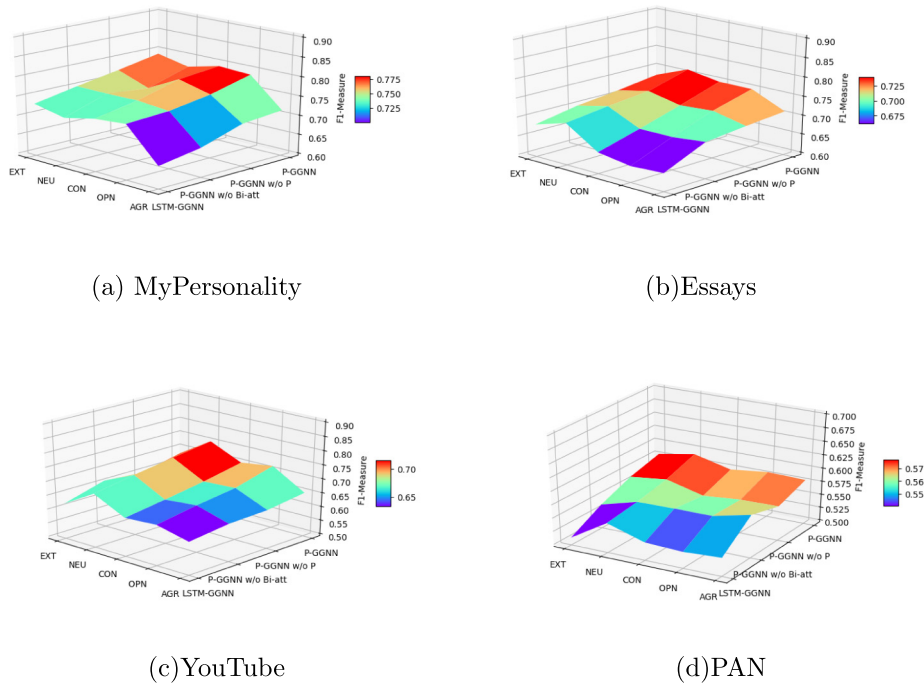 0.90
0.85
0.80
0.75
0.70
0.65
0.60
F1-Measure
0.775
0.750
0.725
EXT
NEU
CON
OPN
AGR
LSTM-GGNN
P-GGNN w/o Bi-att
P-GGNN w/o P
P-GGNN
(a) MyPersonality
0.90
0.85
0.80
0.75
0.70
0.65
0.60
F1-Measure
0.725
0.700
0.675
EXT
NEU
CON
OPN
AGR
LSTM-GGNN
P-GGNN w/o Bi-att
P-GGNN w/o P
P-GGNN
(b)Essays
0.90
0.85
0.80
0.75
0.70
0.65
0.60
0.55
0.50
F1-Measure
0.70
0.65
EXT
NEU
CON
OPN
AGR
LSTM-GGNN
P-GGNN w/o Bi-att
P-GGNN w/o P
P-GGNN
(c)YouTube
0.700
0.675
0.650
0.625
0.600
0.575
0.550
0.525
0.500
F1-Measure
0.57
0.56
0.55
EXT
NEU
CON
OPN
AGR
LSTM-GGNN
P-GGNN w/o Bi-att
P-GGNN w/o P
P-GGNN
(d)PAN